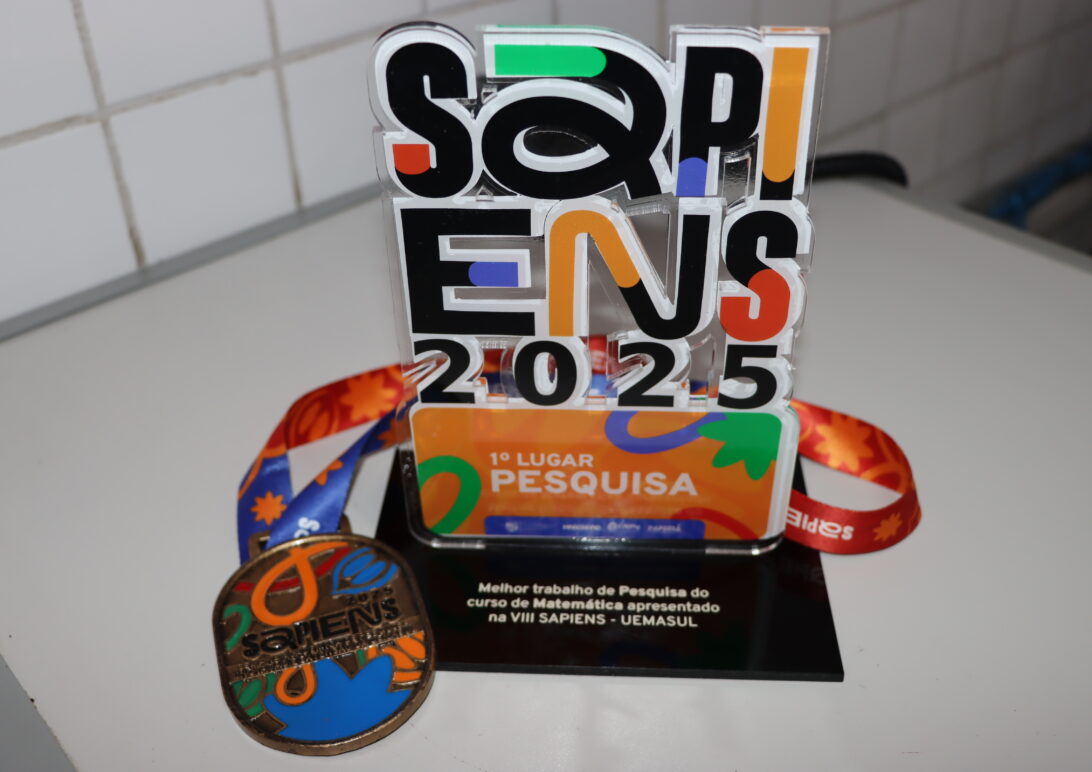 SAPI
ENS
2025
1º LUGAR
PESQUISA
Melhor trabalho de Pesquisa do
curso de Matemática apresentado
na VIII SAPIENS - UEMASUL
2025
SAPIENS
SAPIE